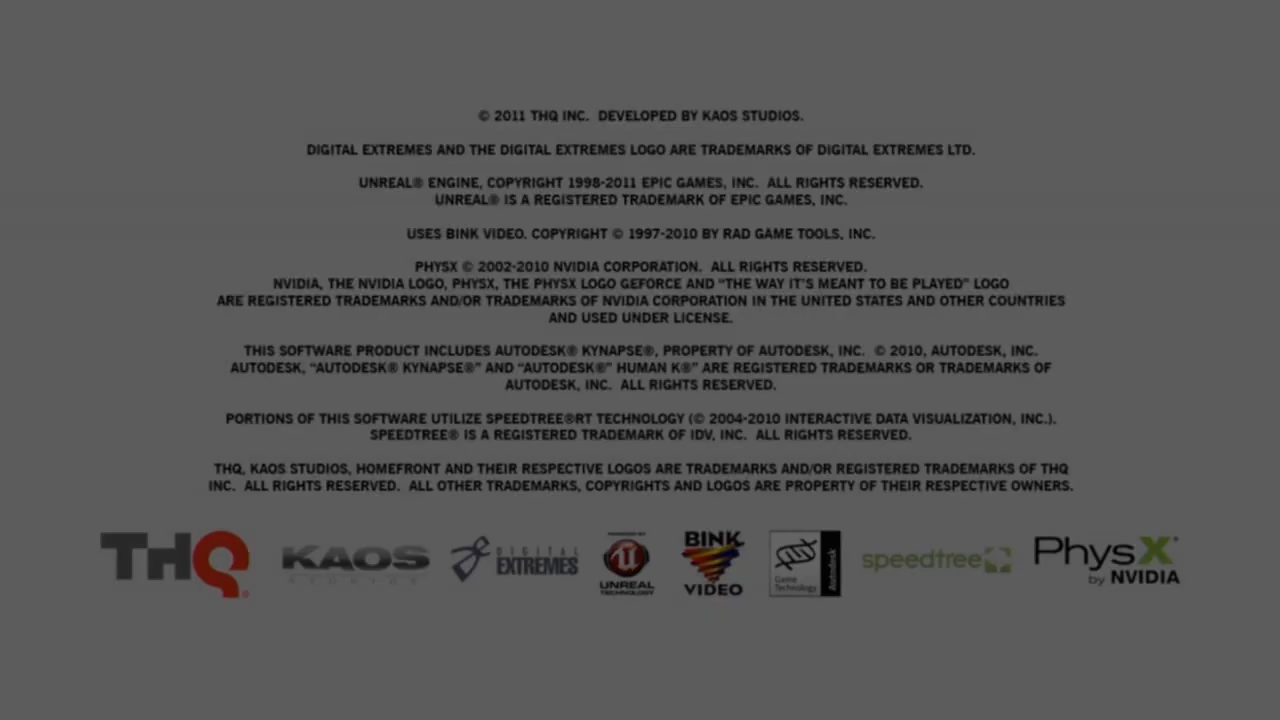 © 2011 THQ INC.  DEVELOPED BY KAOS STUDIOS.
DIGITAL EXTREMES AND THE DIGITAL EXTREMES LOGO ARE TRADEMARKS OF DIGITAL EXTREMES LTD.
UNREAL® ENGINE, COPYRIGHT 1998-2011 EPIC GAMES, INC.  ALL RIGHTS RESERVED.
UNREAL® IS A REGISTERED TRADEMARK OF EPIC GAMES, INC.
USES BINK VIDEO. COPYRIGHT © 1997-2010 BY RAD GAME TOOLS, INC.
PHYSX © 2002-2010 NVIDIA CORPORATION.  ALL RIGHTS RESERVED.
NVIDIA, THE NVIDIA LOGO, PHYSX, THE PHYSX LOGO GEFORCE AND “THE WAY IT’S MEANT TO BE PLAYED” LOGO
ARE REGISTERED TRADEMARKS AND/OR TRADEMARKS OF NVIDIA CORPORATION IN THE UNITED STATES AND OTHER COUNTRIES
AND USED UNDER LICENSE.
THIS SOFTWARE PRODUCT INCLUDES AUTODESK® KYNAPSE®, PROPERTY OF AUTODESK, INC.  © 2010, AUTODESK, INC.
AUTODESK, “AUTODESK® KYNAPSE®” AND “AUTODESK®” HUMAN K®” ARE REGISTERED TRADEMARKS OR TRADEMARKS OF
AUTODESK, INC.  ALL RIGHTS RESERVED.
PORTIONS OF THIS SOFTWARE UTILIZE SPEEDTREE®RT TECHNOLOGY (© 2004-2010 INTERACTIVE DATA VISUALIZATION, INC.).
SPEEDTREE® IS A REGISTERED TRADEMARK OF IDV, INC.  ALL RIGHTS RESERVED.
THQ, KAOS STUDIOS, HOMEFRONT AND THEIR RESPECTIVE LOGOS ARE TRADEMARKS AND/OR REGISTERED TRADEMARKS OF THQ
INC.  ALL RIGHTS RESERVED.  ALL OTHER TRADEMARKS, COPYRIGHTS AND LOGOS ARE PROPERTY OF THEIR RESPECTIVE OWNERS.
THQ®
KAOS
STUDIOS
DIGITAL
EXTREMES
POWERED BY
UNREAL
TECHNOLOGY
BINK
VIDEO
Game
Technology
Autodesk
speedtree
PhysX
by NVIDIA